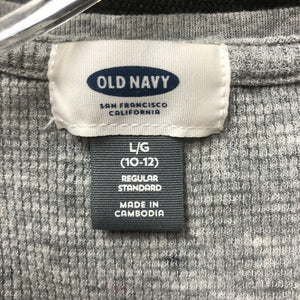 OLD NAVY
SAN FRANCISCO
CALIFORNIA
L/G
(10-12)
REGULAR
STANDARD
MADE IN
CAMBODIA